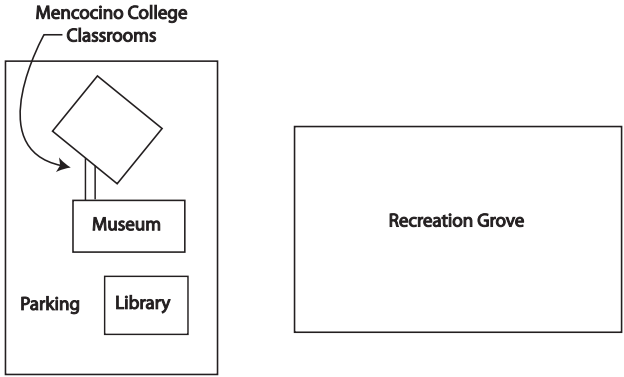 Mencocino College
Classrooms
Museum
Recreation Grove
Parking
Library